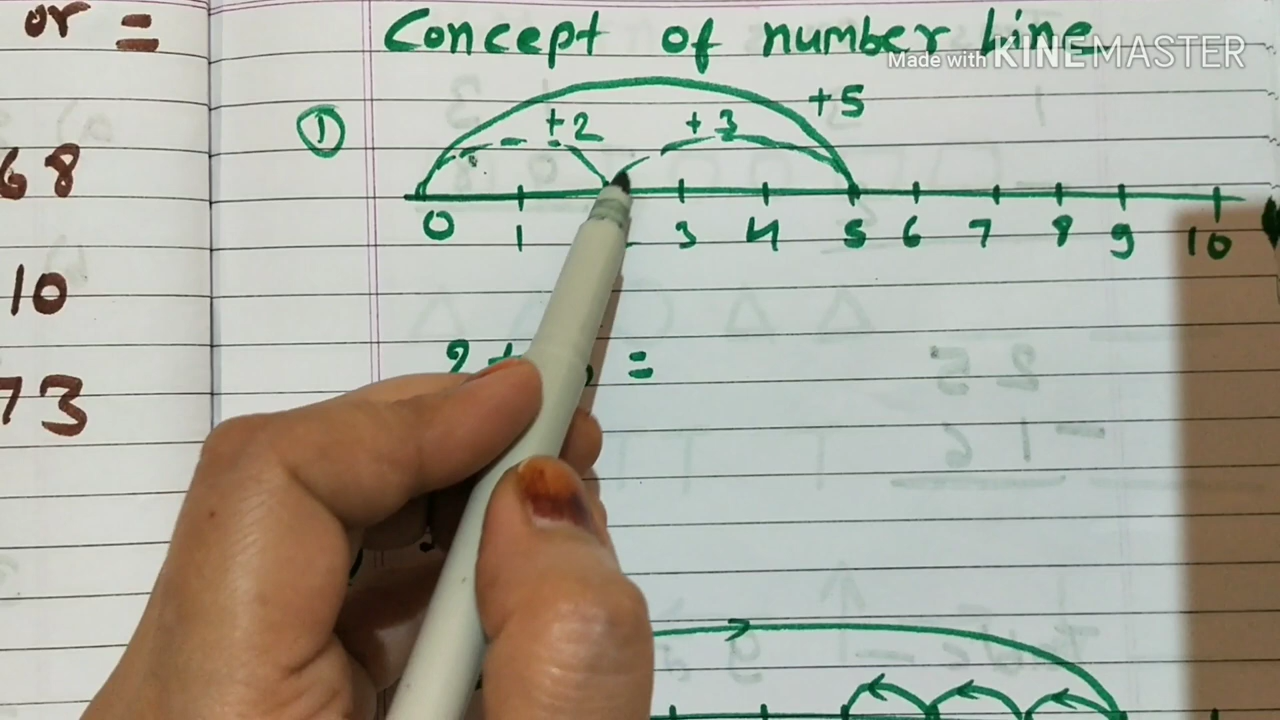 or =
68
10
73
Concept of number Line
Made with KINEMASTER
1
+5
+2 +3
0 1 3 4 5 6 7 8 9 10
2 + =